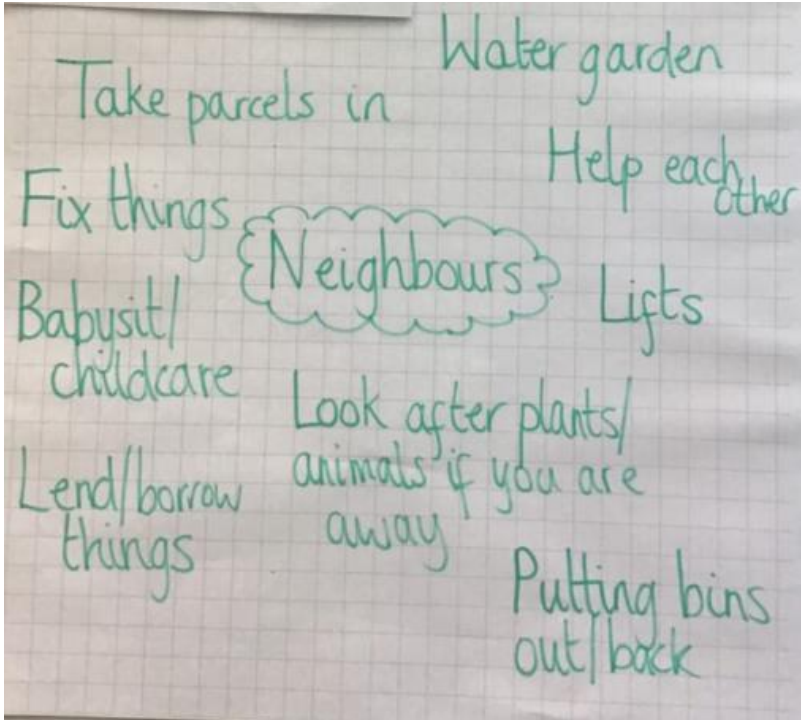 Water garden
Take parcels in
Help each
other
Fix things
Neighbours
Lifts
Babysit/
childcare
Look after plants/
animals if you are
away
Lend/borrow
things
Putting bins
out/back